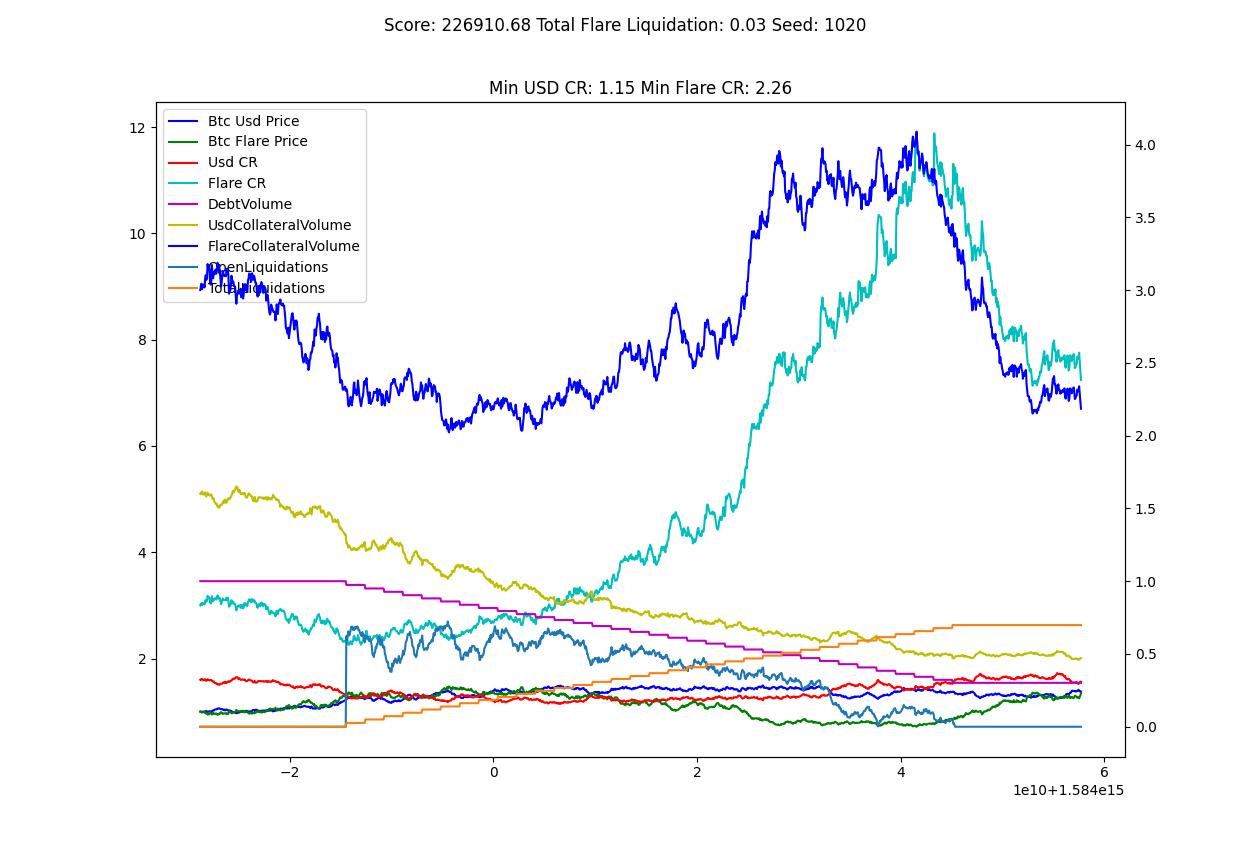 Score: 226910.68 Total Flare Liquidation: 0.03 Seed: 1020
Min USD CR: 1.15 Min Flare CR: 2.26
Btc Usd Price
Btc Flare Price
Usd CR
Flare CR
DebtVolume
UsdCollateralVolume
FlareCollateralVolume
OpenLiquidations
TotalLiquidations
12
10
8
6
4
2
4.0
3.5
3.0
2.5
2.0
1.5
1.0
0.5
0.0
−2
0
2
4
6
1e10+1.584e15